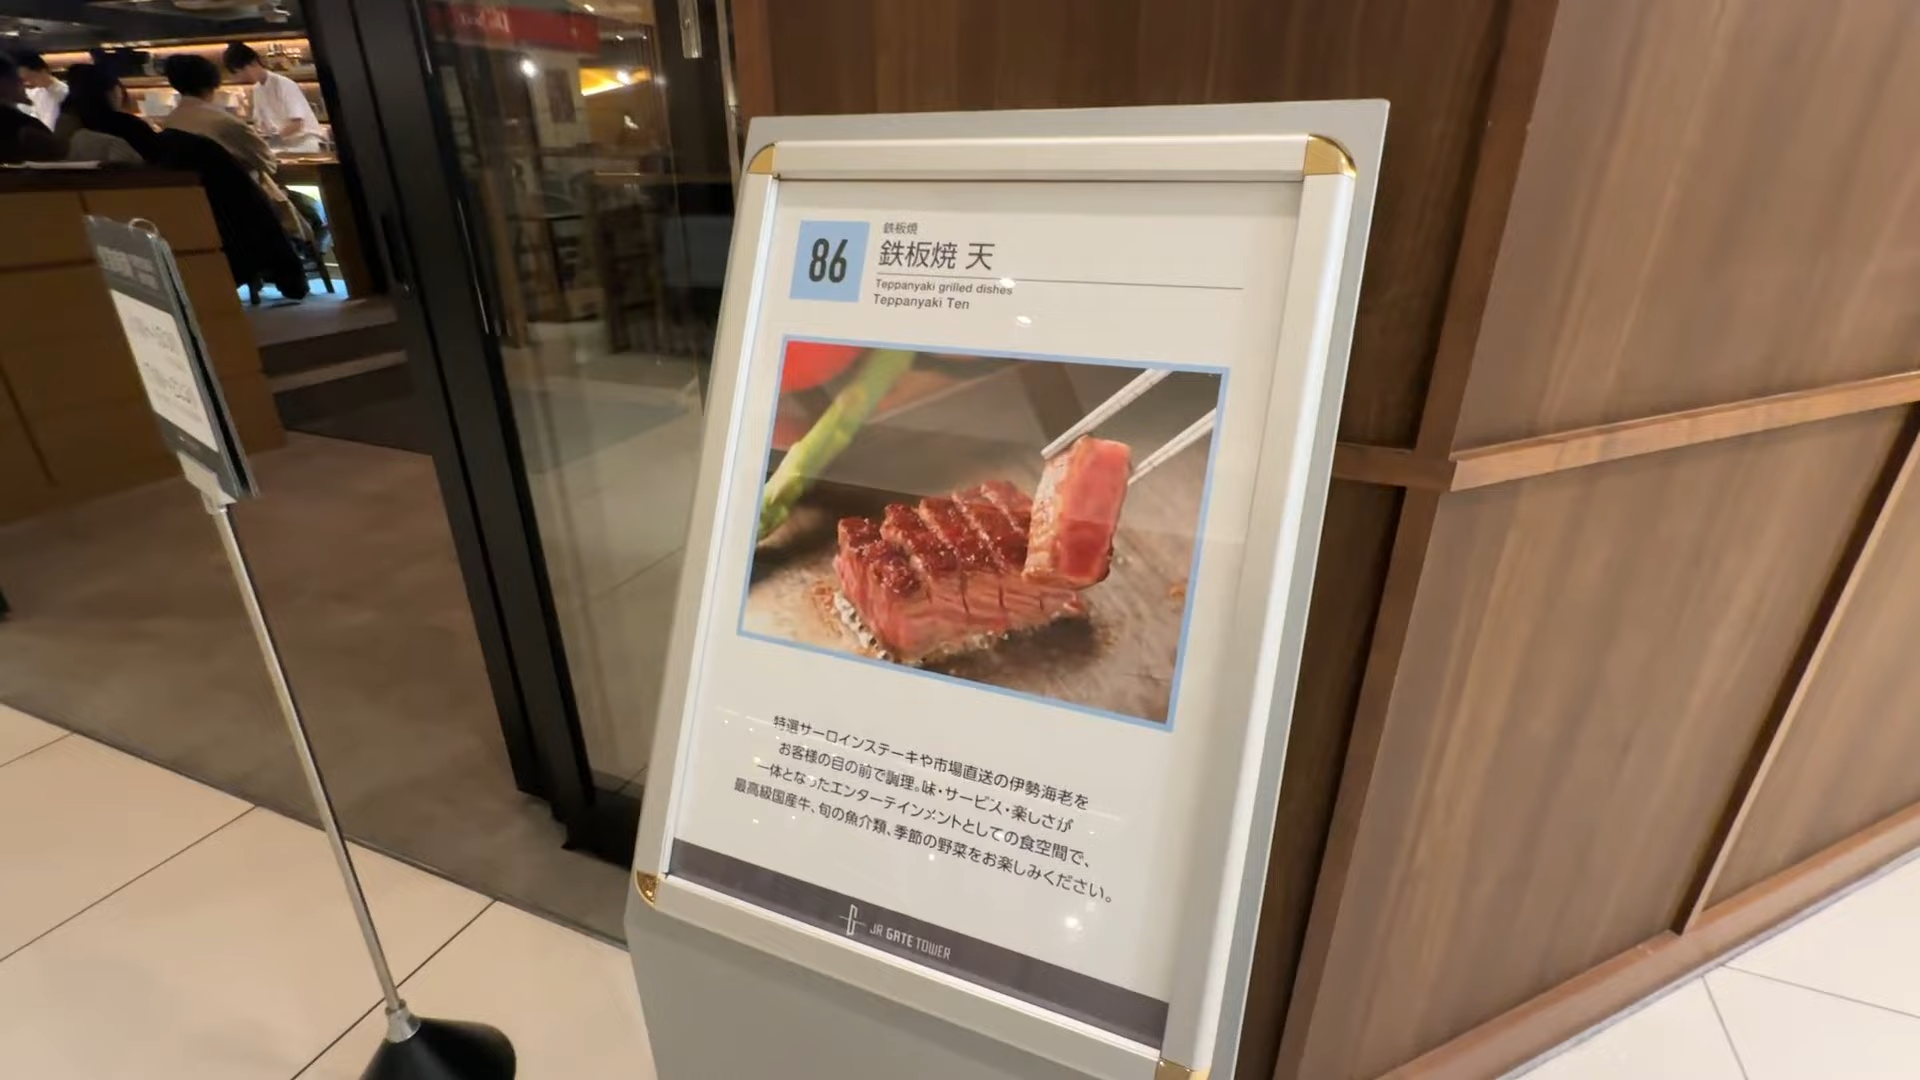 86
鉄板焼
鉄板焼 天
Teppanyaki grilled dishes
Teppanyaki Ten
特選サーロインステーキや市場直送の伊勢海老を
お客様の目の前で調理。味・サービス・楽しさが
一体となったエンターテインメントとしての食空間で、
最高級国産牛、旬の魚介類、季節の野菜をお楽しみください。
JR GATE TOWER